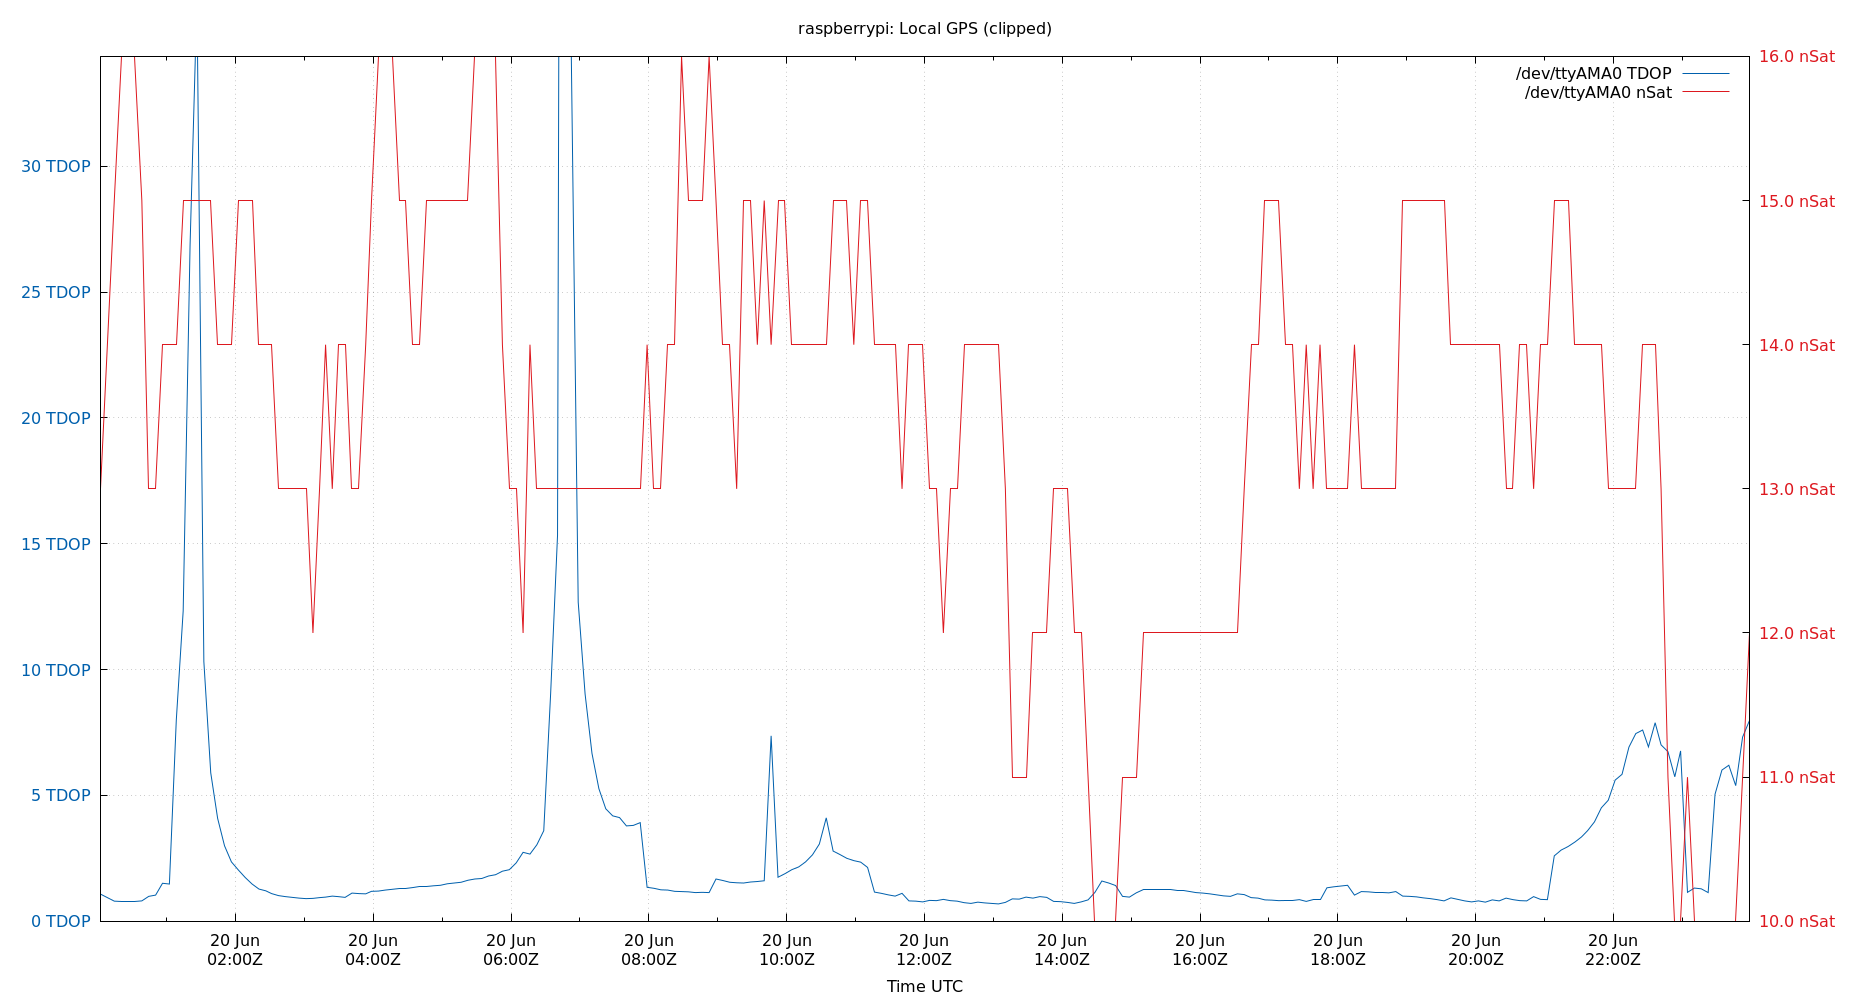 raspberrypi: Local GPS (clipped)
/dev/ttyAMA0 TDOP
/dev/ttyAMA0 nSat
30 TDOP
25 TDOP
20 TDOP
15 TDOP
10 TDOP
5 TDOP
0 TDOP
16.0 nSat
15.0 nSat
14.0 nSat
13.0 nSat
12.0 nSat
11.0 nSat
10.0 nSat
20 Jun 20 Jun 20 Jun 20 Jun 20 Jun 20 Jun 20 Jun 20 Jun 20 Jun 20 Jun 20 Jun
02:00Z 04:00Z 06:00Z 08:00Z 10:00Z 12:00Z 14:00Z 16:00Z 18:00Z 20:00Z 22:00Z
Time UTC